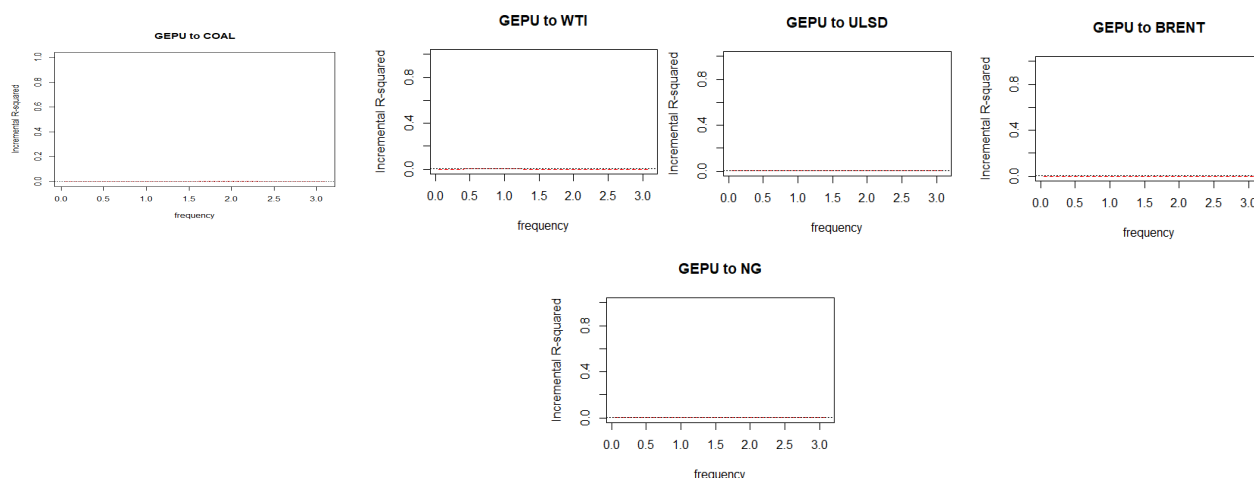 GEPU to COAL
Incremental R-squared
1.0
0.8
0.6
0.4
0.2
0.0
0.0 0.5 1.0 1.5 2.0 2.5 3.0
frequency
GEPU to WTI
Incremental R-squared
0.8
0.4
0.0
0.0 0.5 1.0 1.5 2.0 2.5 3.0
frequency
GEPU to ULSD
Incremental R-squared
0.8
0.4
0.0
0.0 0.5 1.0 1.5 2.0 2.5 3.0
frequency
GEPU to BRENT
Incremental R-squared
0.8
0.4
0.0
0.0 0.5 1.0 1.5 2.0 2.5 3.0
frequency
GEPU to NG
Incremental R-squared
0.8
0.4
0.0
0.0 0.5 1.0 1.5 2.0 2.5 3.0
frequency